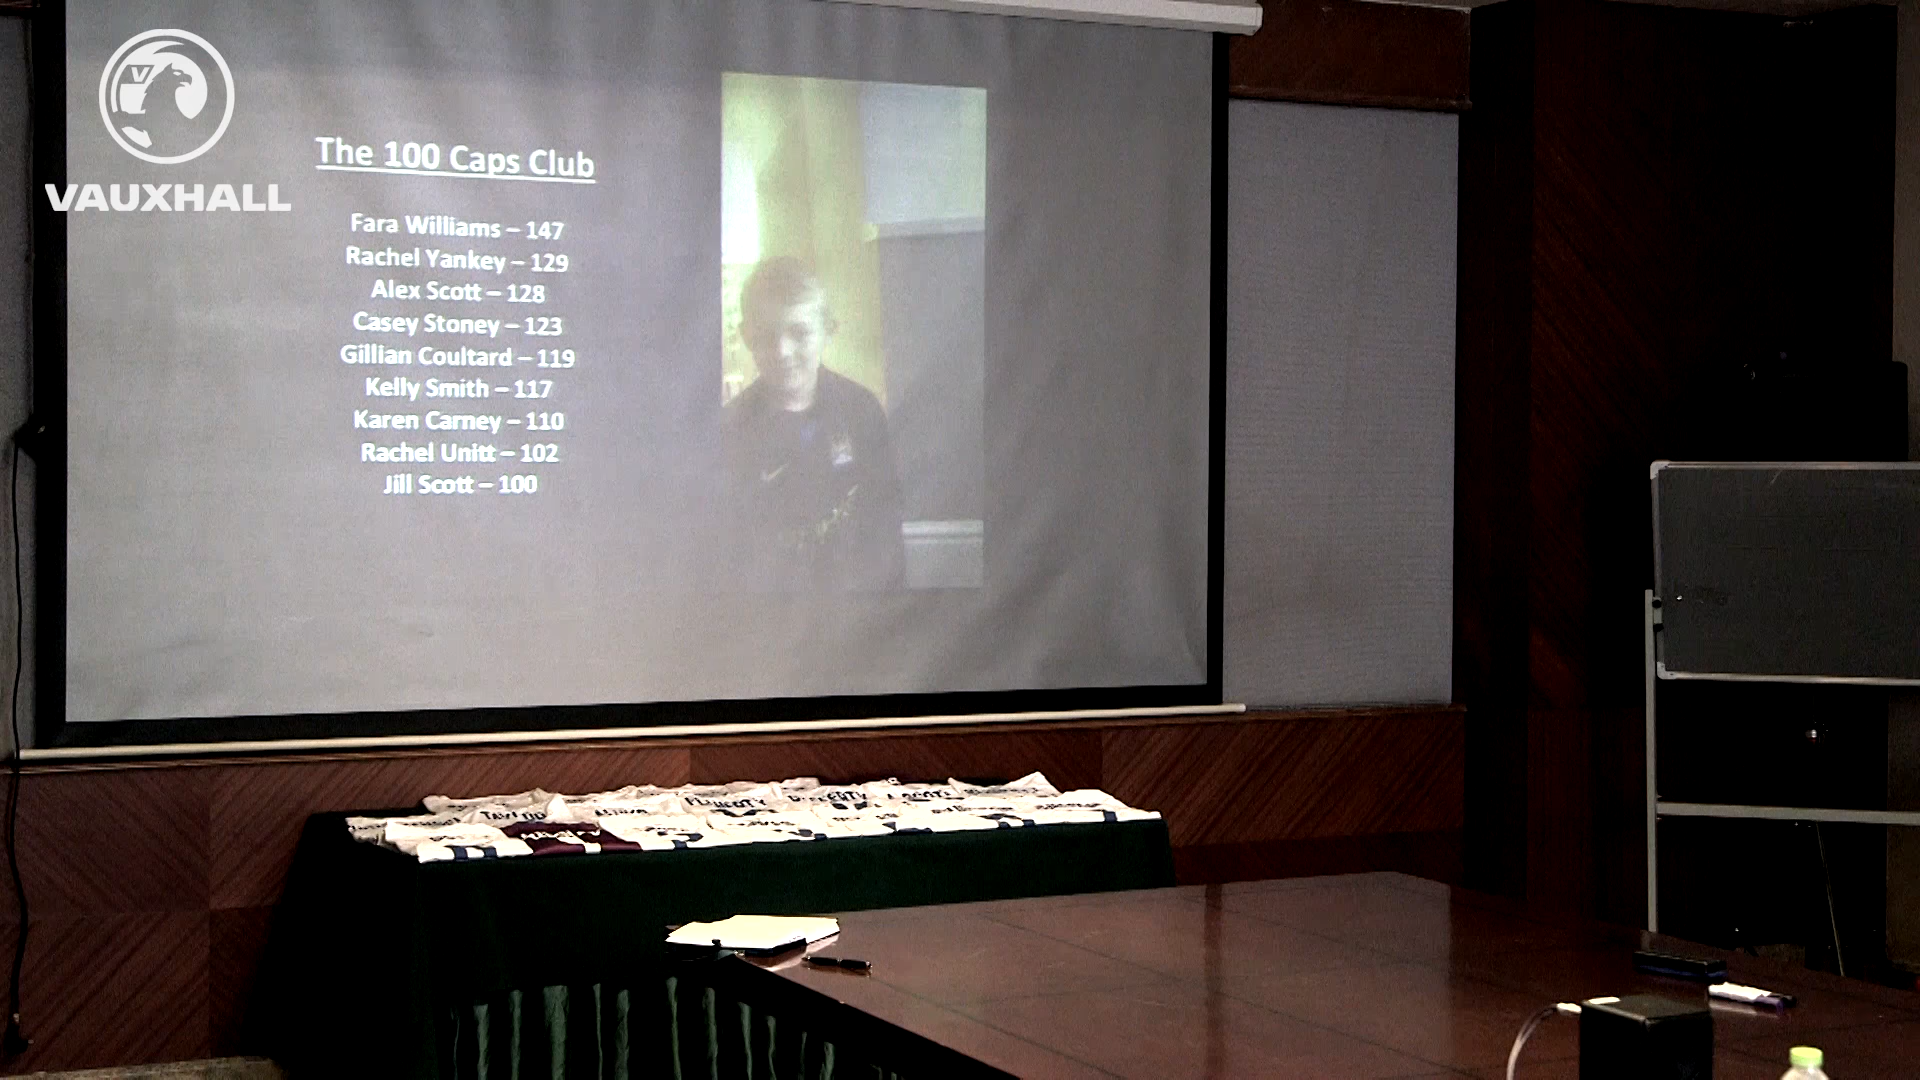 VAUXHALL
The 100 Caps Club
Fara Williams – 147
Rachel Yankey – 129
Alex Scott – 128
Casey Stoney – 123
Gillian Coultard – 119
Kelly Smith – 117
Karen Carney – 110
Rachel Unitt – 102
Jill Scott – 100